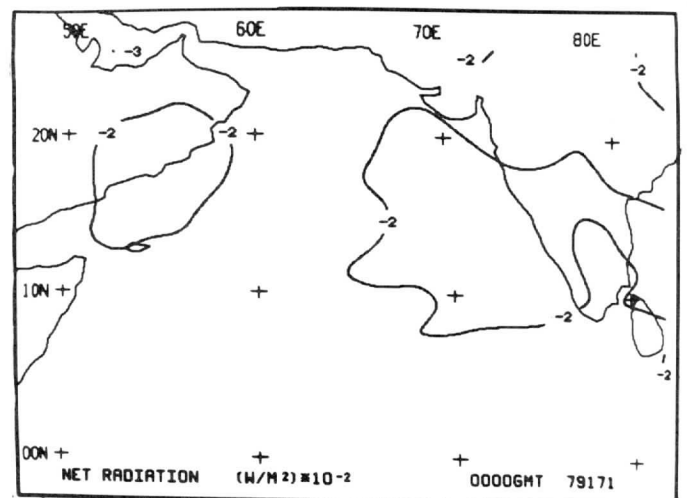 50E 60E 70E 80E
-3
-2
-2
20N -2 -2
-2
10N
-2
-2
00N
NET RADIATION (W/M²)*10⁻² 0000GMT 79171